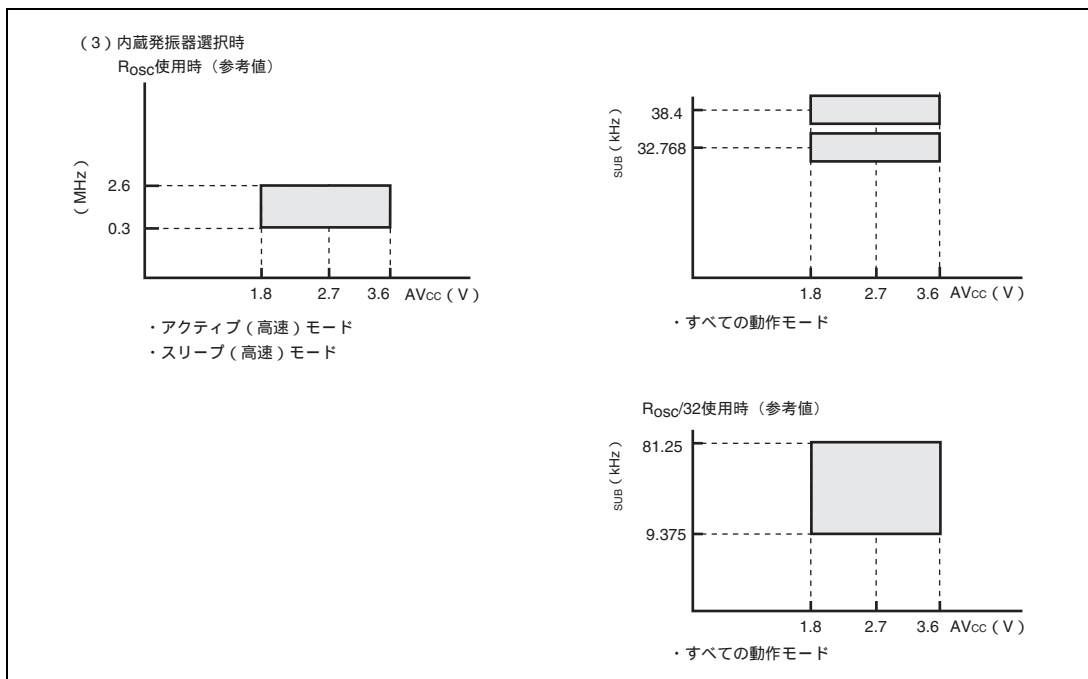 （3）内蔵発振器選択時
Rosc使用時（参考値）
（MHz）
2.6
0.3
1.8 2.7 3.6 AVcc（V）
・アクティブ（高速）モード
・スリープ（高速）モード
SUB（kHz）
38.4
32.768
1.8 2.7 3.6 AVcc（V）
・すべての動作モード
Rosc/32使用時（参考値）
SUB（kHz）
81.25
9.375
1.8 2.7 3.6 AVcc（V）
・すべての動作モード